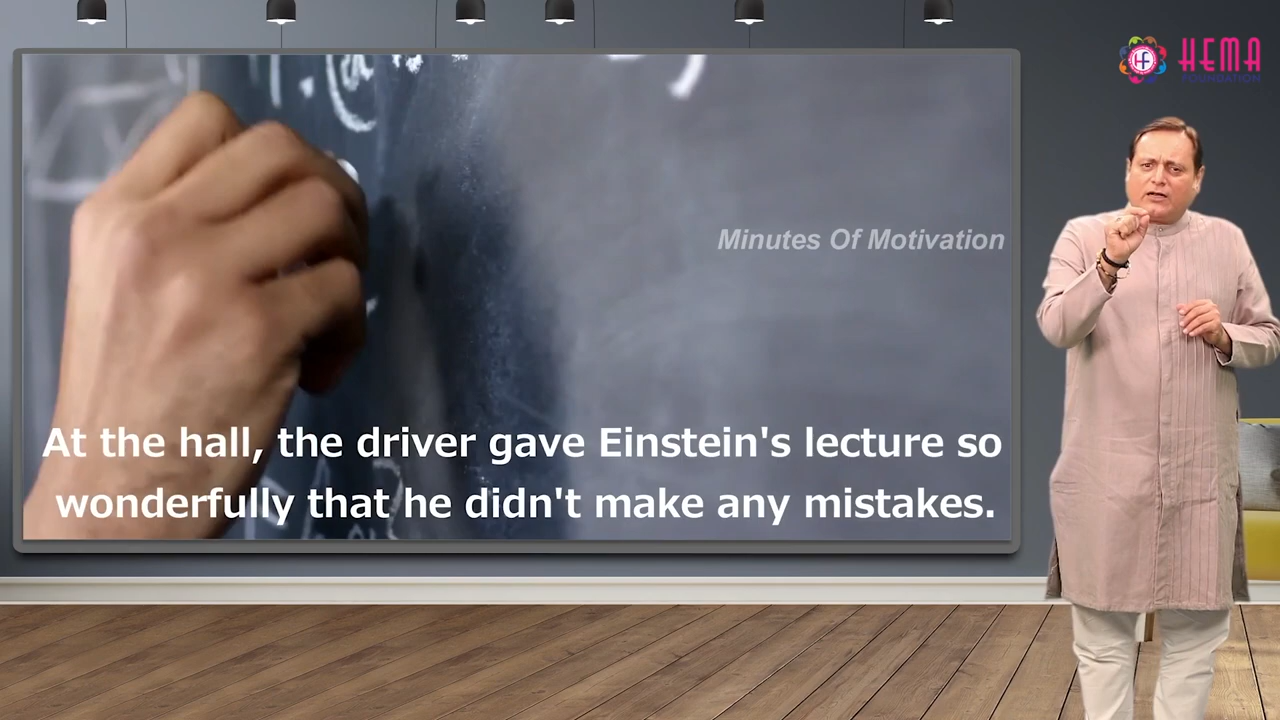 HEMA
FOUNDATION
Minutes Of Motivation
At the hall, the driver gave Einstein's lecture so
wonderfully that he didn't make any mistakes.